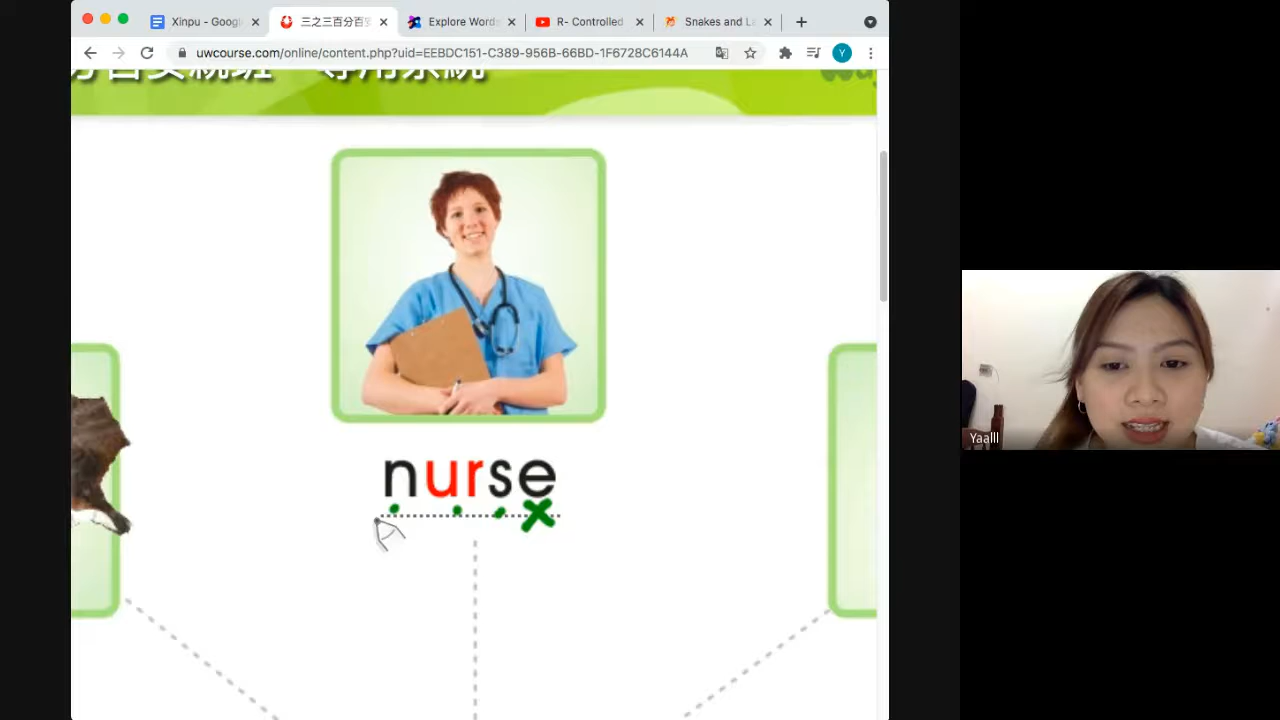 Xinpu - Googl
三之三百分百
Explore Words
R- Controlled
Snakes and L
uwcourse.com/online/content.php?uid=EEBDC151-C389-956B-66BD-1F6728C6144A
Y
nurse
Yaalll